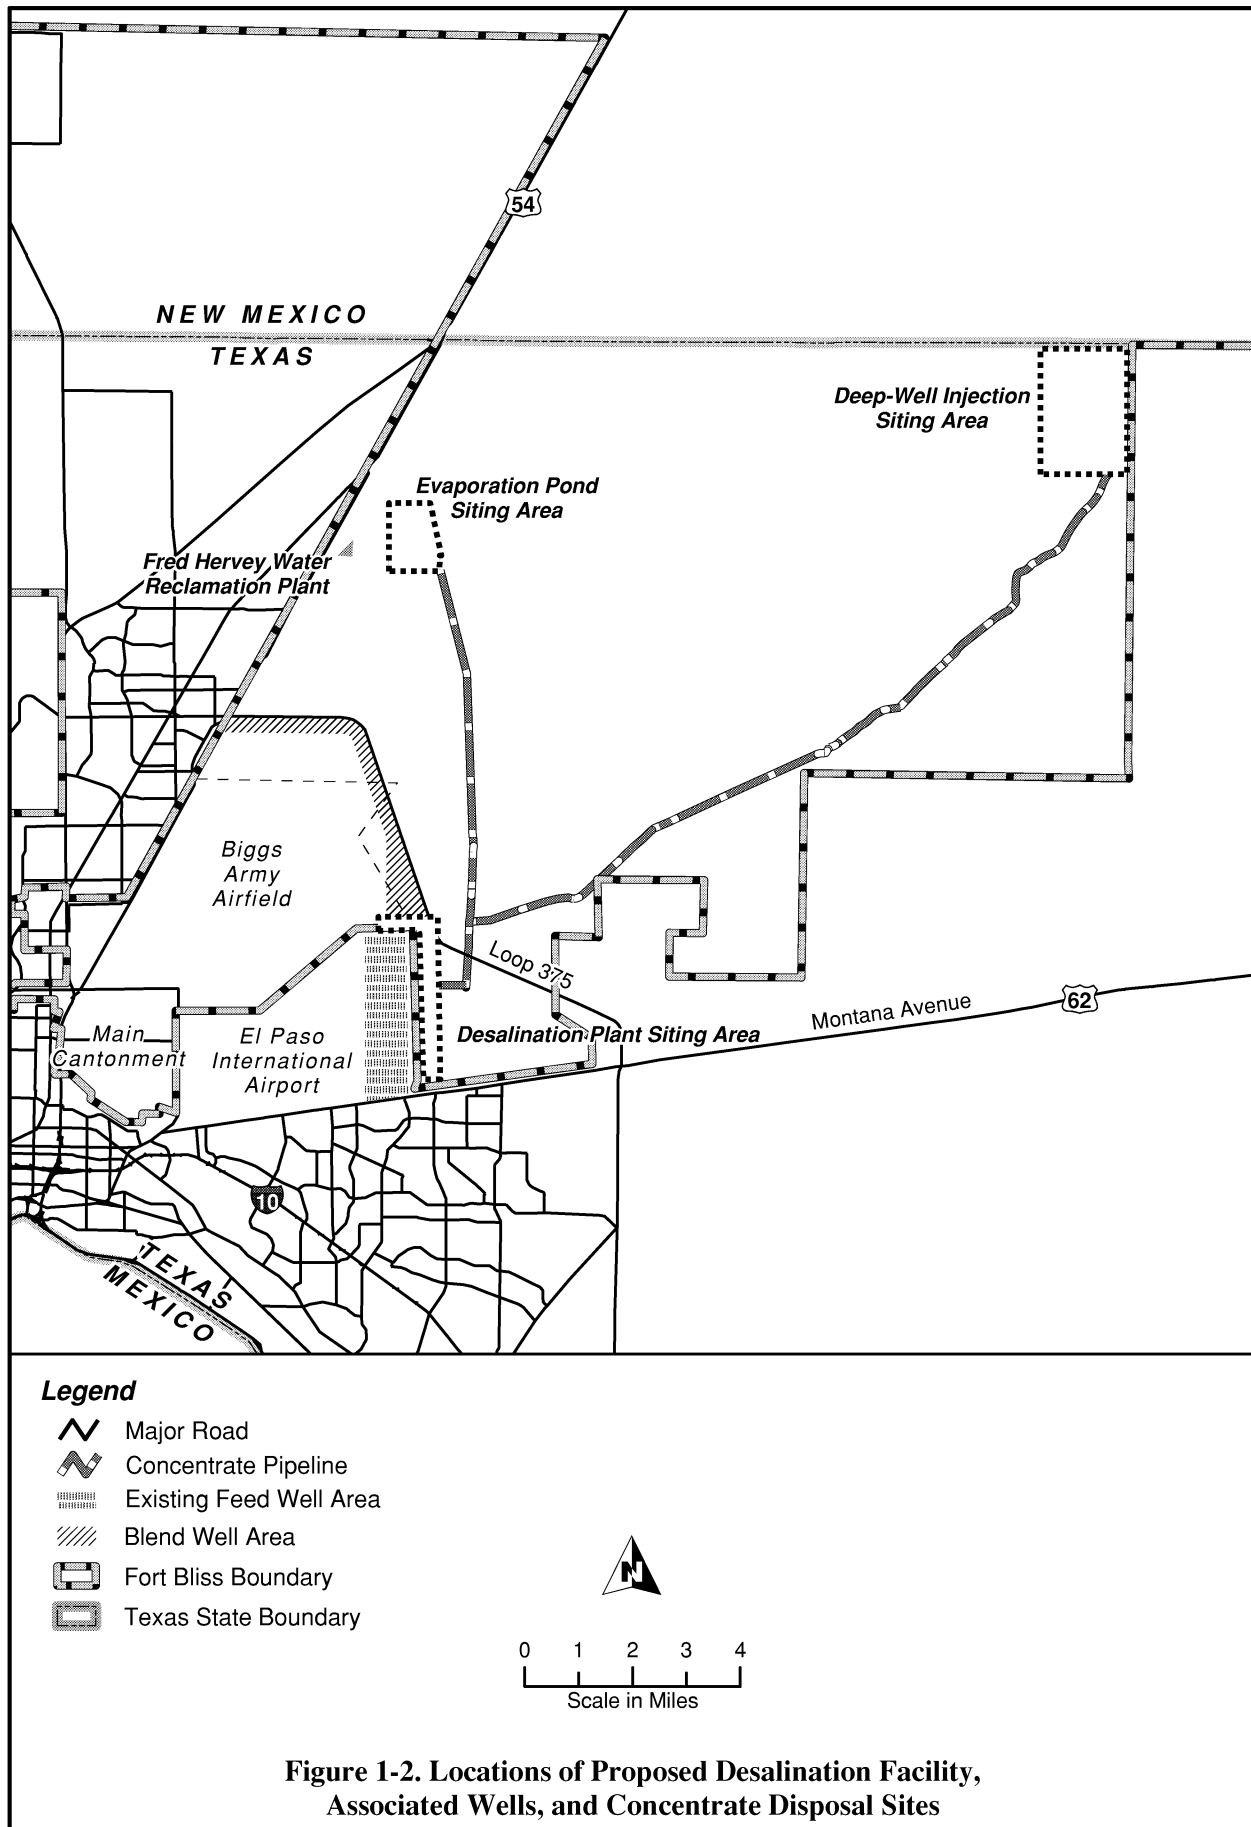 54
NEW MEXICO
TEXAS
Deep-Well Injection
Siting Area
Evaporation Pond
Siting Area
Fred Hervey Water
Reclamation Plant
Biggs
Army
Airfield
Loop 375
62
Montana Avenue
Main
Cantonment
El Paso
International
Airport
Desalination Plant Siting Area
10
TEXAS
MEXICO
Legend
Major Road
Concentrate Pipeline
Existing Feed Well Area
Blend Well Area
Fort Bliss Boundary
Texas State Boundary
N
0 1 2 3 4
Scale in Miles
Figure 1-2. Locations of Proposed Desalination Facility,
Associated Wells, and Concentrate Disposal Sites